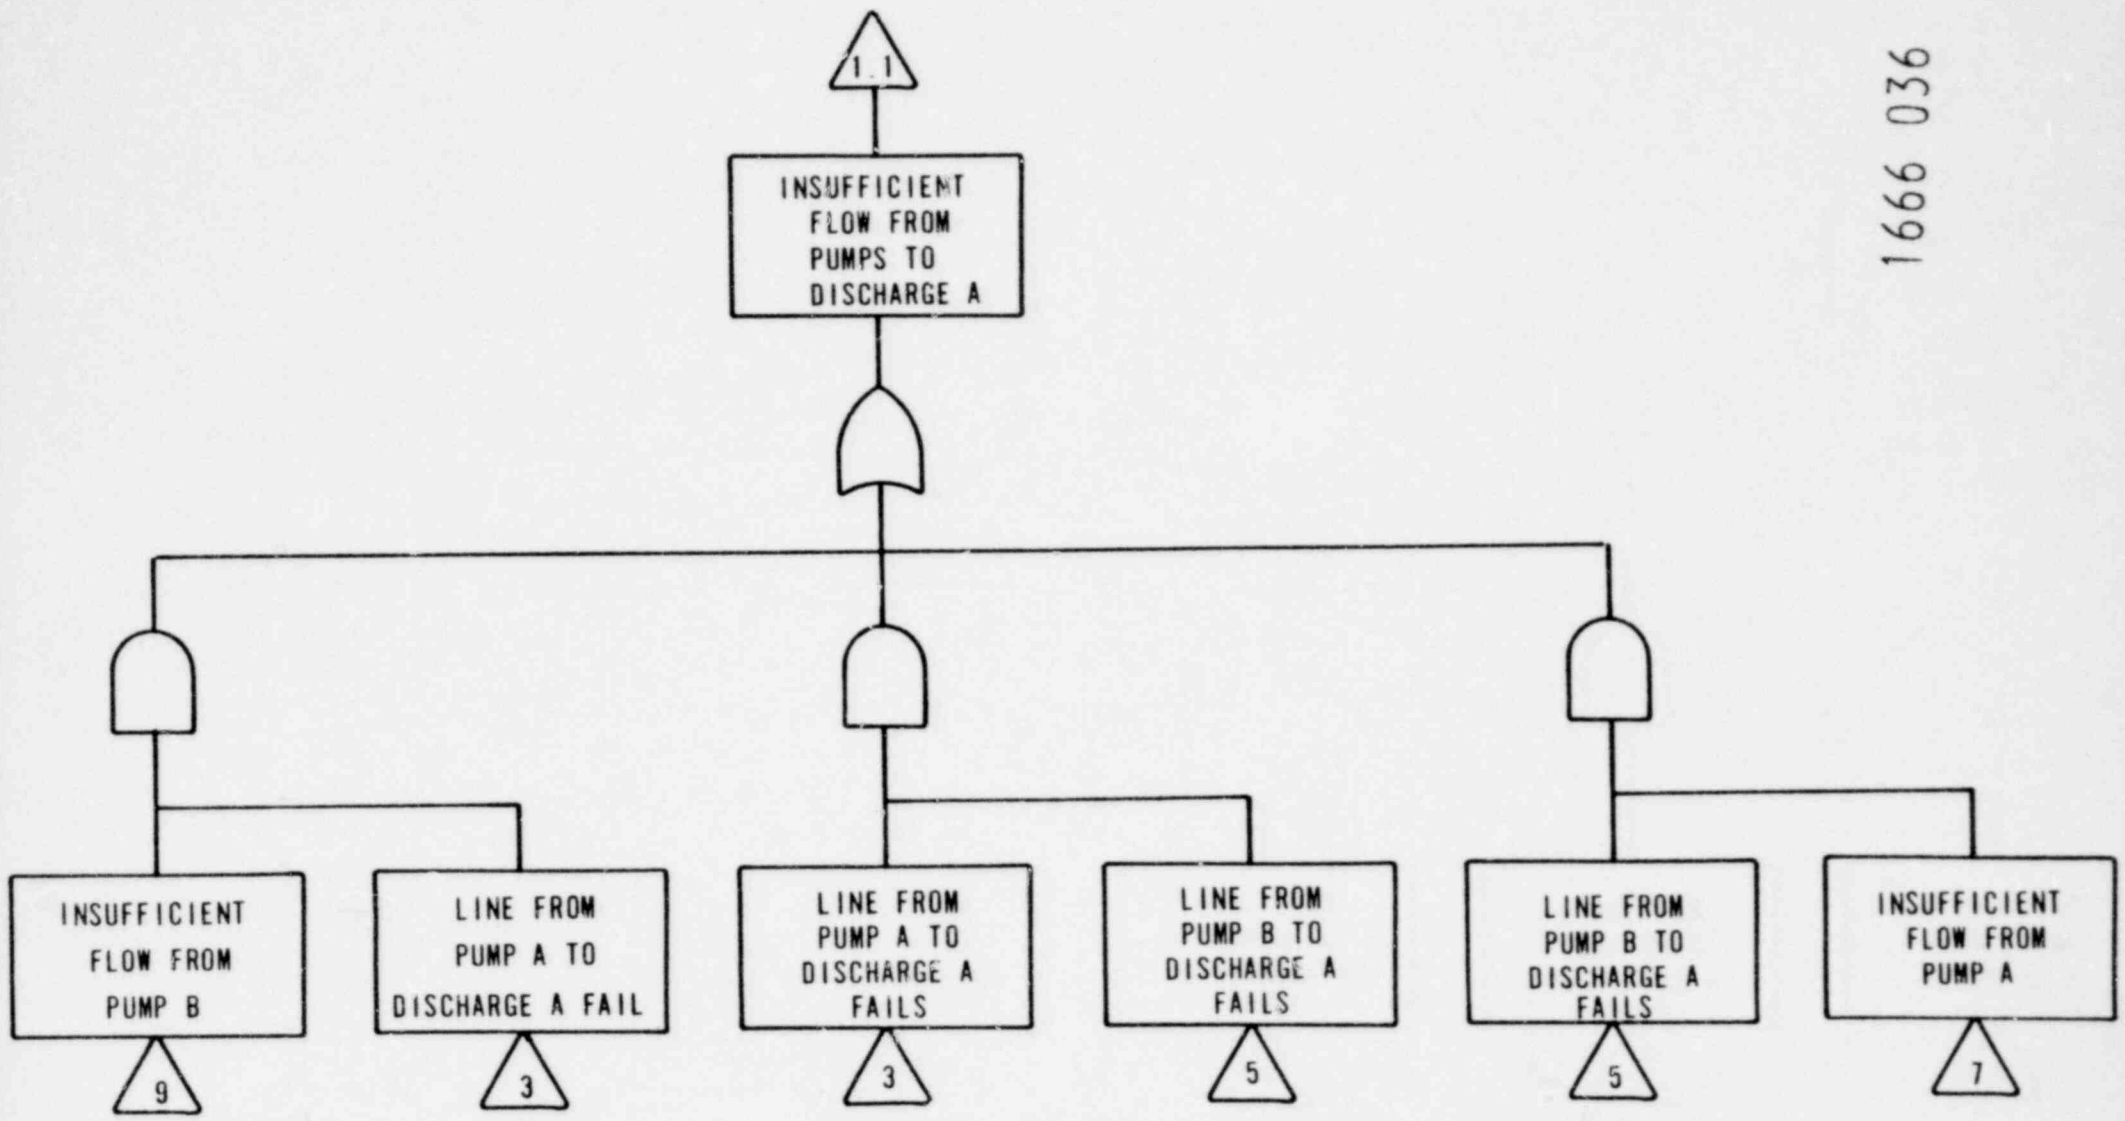 1.1
1666 036
INSUFFICIENT
FLOW FROM
PUMPS TO
DISCHARGE A
INSUFFICIENT
FLOW FROM
PUMP B
9
LINE FROM
PUMP A TO
DISCHARGE A FAIL
3
LINE FROM
PUMP A TO
DISCHARGE A
FAILS
3
LINE FROM
PUMP B TO
DISCHARGE A
FAILS
5
LINE FROM
PUMP B TO
DISCHARGE A
FAILS
5
INSUFFICIENT
FLOW FROM
PUMP A
7